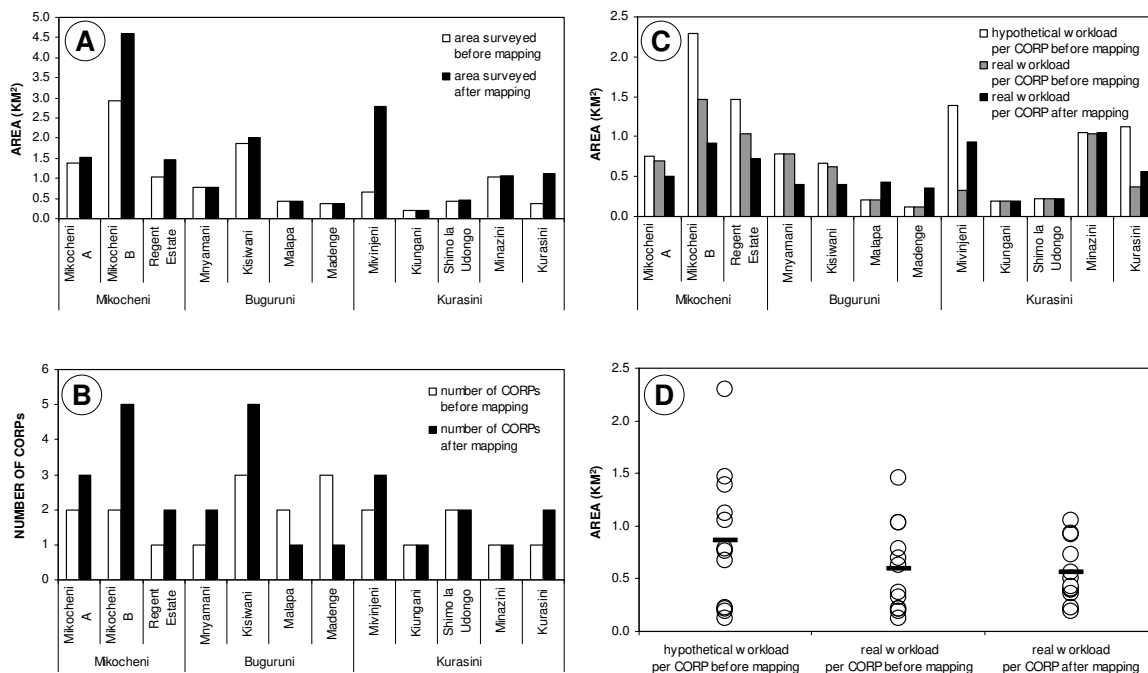 A
AREA (KM²)
5.0
4.5
4.0
3.5
3.0
2.5
2.0
1.5
1.0
0.5
0.0
area surveyed
before mapping
area surveyed
after mapping
Mikocheni
A
Mikocheni
B
Regent
Estate
Mnyamani
Kisiwani
Malapa
Madenge
Mivinjeni
Kiungani
Shimo la
Udongo
Minazini
Kurasini
Mikocheni
Buguruni
Kurasini
C
AREA (KM²)
2.5
2.0
1.5
1.0
0.5
0.0
hypothetical workload
per CORP before mapping
real workload
per CORP before mapping
real workload
per CORP after mapping
Mikocheni
A
Mikocheni
B
Regent
Estate
Mnyamani
Kisiwani
Malapa
Madenge
Mivinjeni
Kiungani
Shimo la
Udongo
Minazini
Kurasini
Mikocheni
Buguruni
Kurasini
B
NUMBER OF CORPs
6
5
4
3
2
1
0
number of CORPs
before mapping
number of CORPs
after mapping
Mikocheni
A
Mikocheni
B
Regent
Estate
Mnyamani
Kisiwani
Malapa
Madenge
Mivinjeni
Kiungani
Shimo la
Udongo
Minazini
Kurasini
Mikocheni
Buguruni
Kurasini
D
AREA (KM²)
2.5
2.0
1.5
1.0
0.5
0.0
hypothetical workload
per CORP before mapping
real workload
per CORP before mapping
real workload
per CORP after mapping